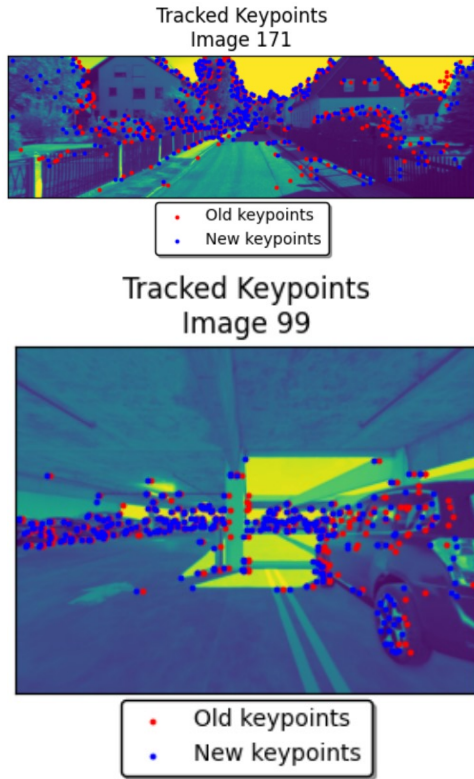 Tracked Keypoints
Image 171
Old keypoints
New keypoints
Tracked Keypoints
Image 99
Old keypoints
New keypoints